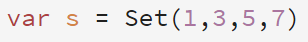 var s = Set(1,3,5,7)